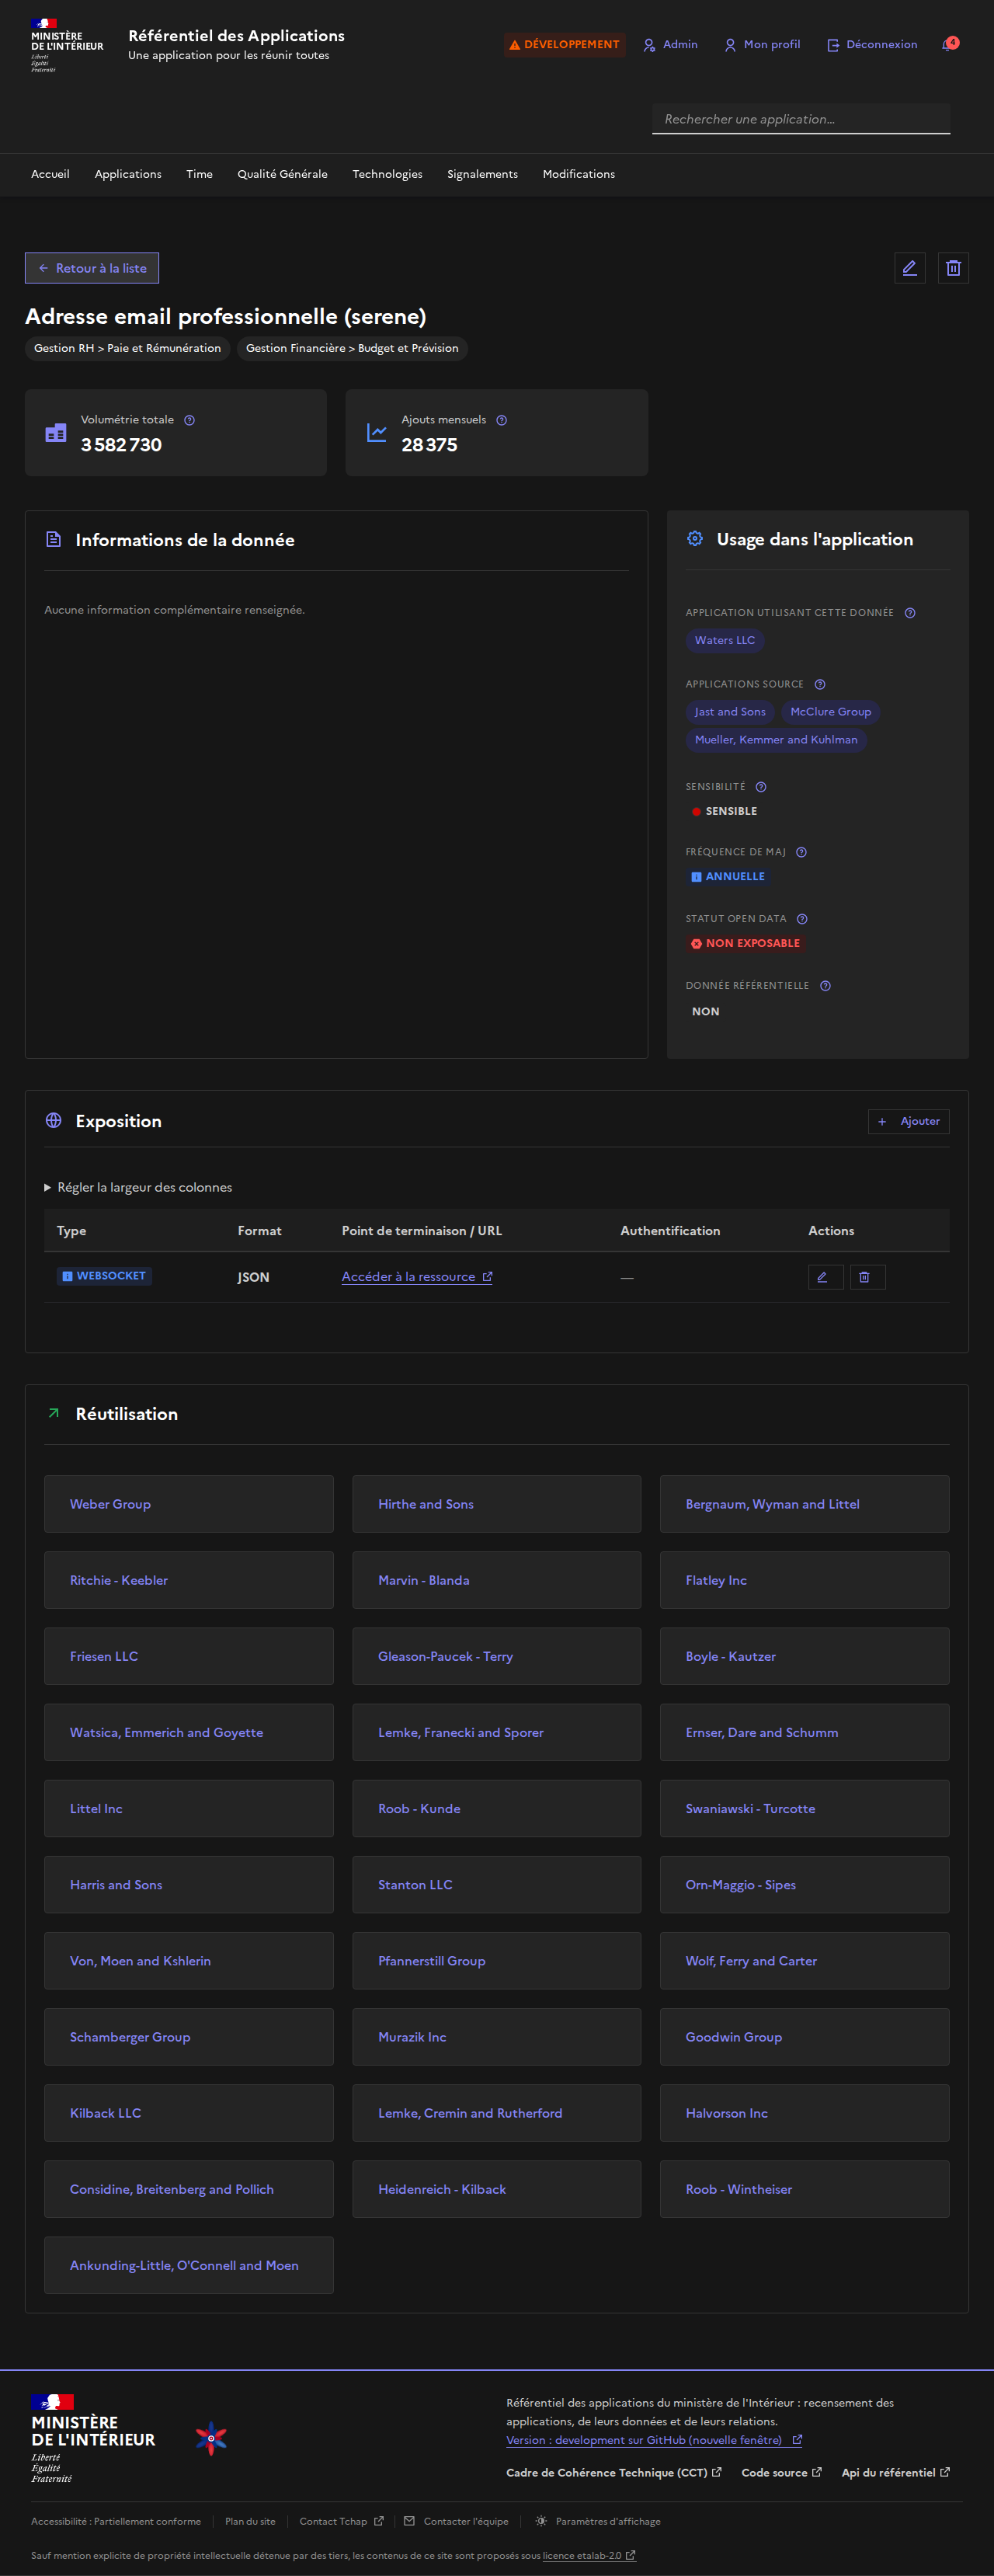 MINISTÈRE
DE L'INTÉRIEUR
Liberté
Égalité
Fraternité
Référentiel des Applications
Une application pour les réunir toutes
DÉVELOPPEMENT
Admin
Mon profil
Déconnexion
4
Rechercher une application...
Accueil
Applications
Time
Qualité Générale
Technologies
Signalements
Modifications
Retour à la liste
Adresse email professionnelle (serene)
Gestion RH > Paie et Rémunération
Gestion Financière > Budget et Prévision
Volumétrie totale
3 582 730
Ajouts mensuels
28 375
Informations de la donnée
Aucune information complémentaire renseignée.
Usage dans l'application
APPLICATION UTILISANT CETTE DONNÉE
Waters LLC
APPLICATIONS SOURCE
Jast and Sons
McClure Group
Mueller, Kemmer and Kuhlman
SENSIBILITÉ
SENSIBLE
FRÉQUENCE DE MAJ
ANNUELLE
STATUT OPEN DATA
NON EXPOSABLE
DONNÉE RÉFÉRENTIELLE
NON
Exposition
Ajouter
Régler la largeur des colonnes
Type
Format
Point de terminaison / URL
Authentification
Actions
WEBSOCKET
JSON
Accéder à la ressource
—
Réutilisation
Weber Group
Hirthe and Sons
Bergnaum, Wyman and Littel
Ritchie - Keebler
Marvin - Blanda
Flatley Inc
Friesen LLC
Gleason-Paucek - Terry
Boyle - Kautzer
Watsica, Emmerich and Goyette
Lemke, Franecki and Sporer
Ernser, Dare and Schumm
Littel Inc
Roob - Kunde
Swaniawski - Turcotte
Harris and Sons
Stanton LLC
Orn-Maggio - Sipes
Von, Moen and Kshlerin
Pfannerstill Group
Wolf, Ferry and Carter
Schamberger Group
Murazik Inc
Goodwin Group
Kilback LLC
Lemke, Cremin and Rutherford
Halvorson Inc
Considine, Breitenberg and Pollich
Heidenreich - Kilback
Roob - Wintheiser
Ankunding-Little, O'Connell and Moen
MINISTÈRE
DE L'INTÉRIEUR
Liberté
Égalité
Fraternité
Référentiel des applications du ministère de l'Intérieur : recensement des
applications, de leurs données et de leurs relations.
Version : development sur GitHub (nouvelle fenêtre)
Cadre de Cohérence Technique (CCT)
Code source
Api du référentiel
Accessibilité : Partiellement conforme
Plan du site
Contact Tchap
Contacter l'équipe
Paramètres d'affichage
Sauf mention explicite de propriété intellectuelle détenue par des tiers, les contenus de ce site sont proposés sous licence etalab-2.0